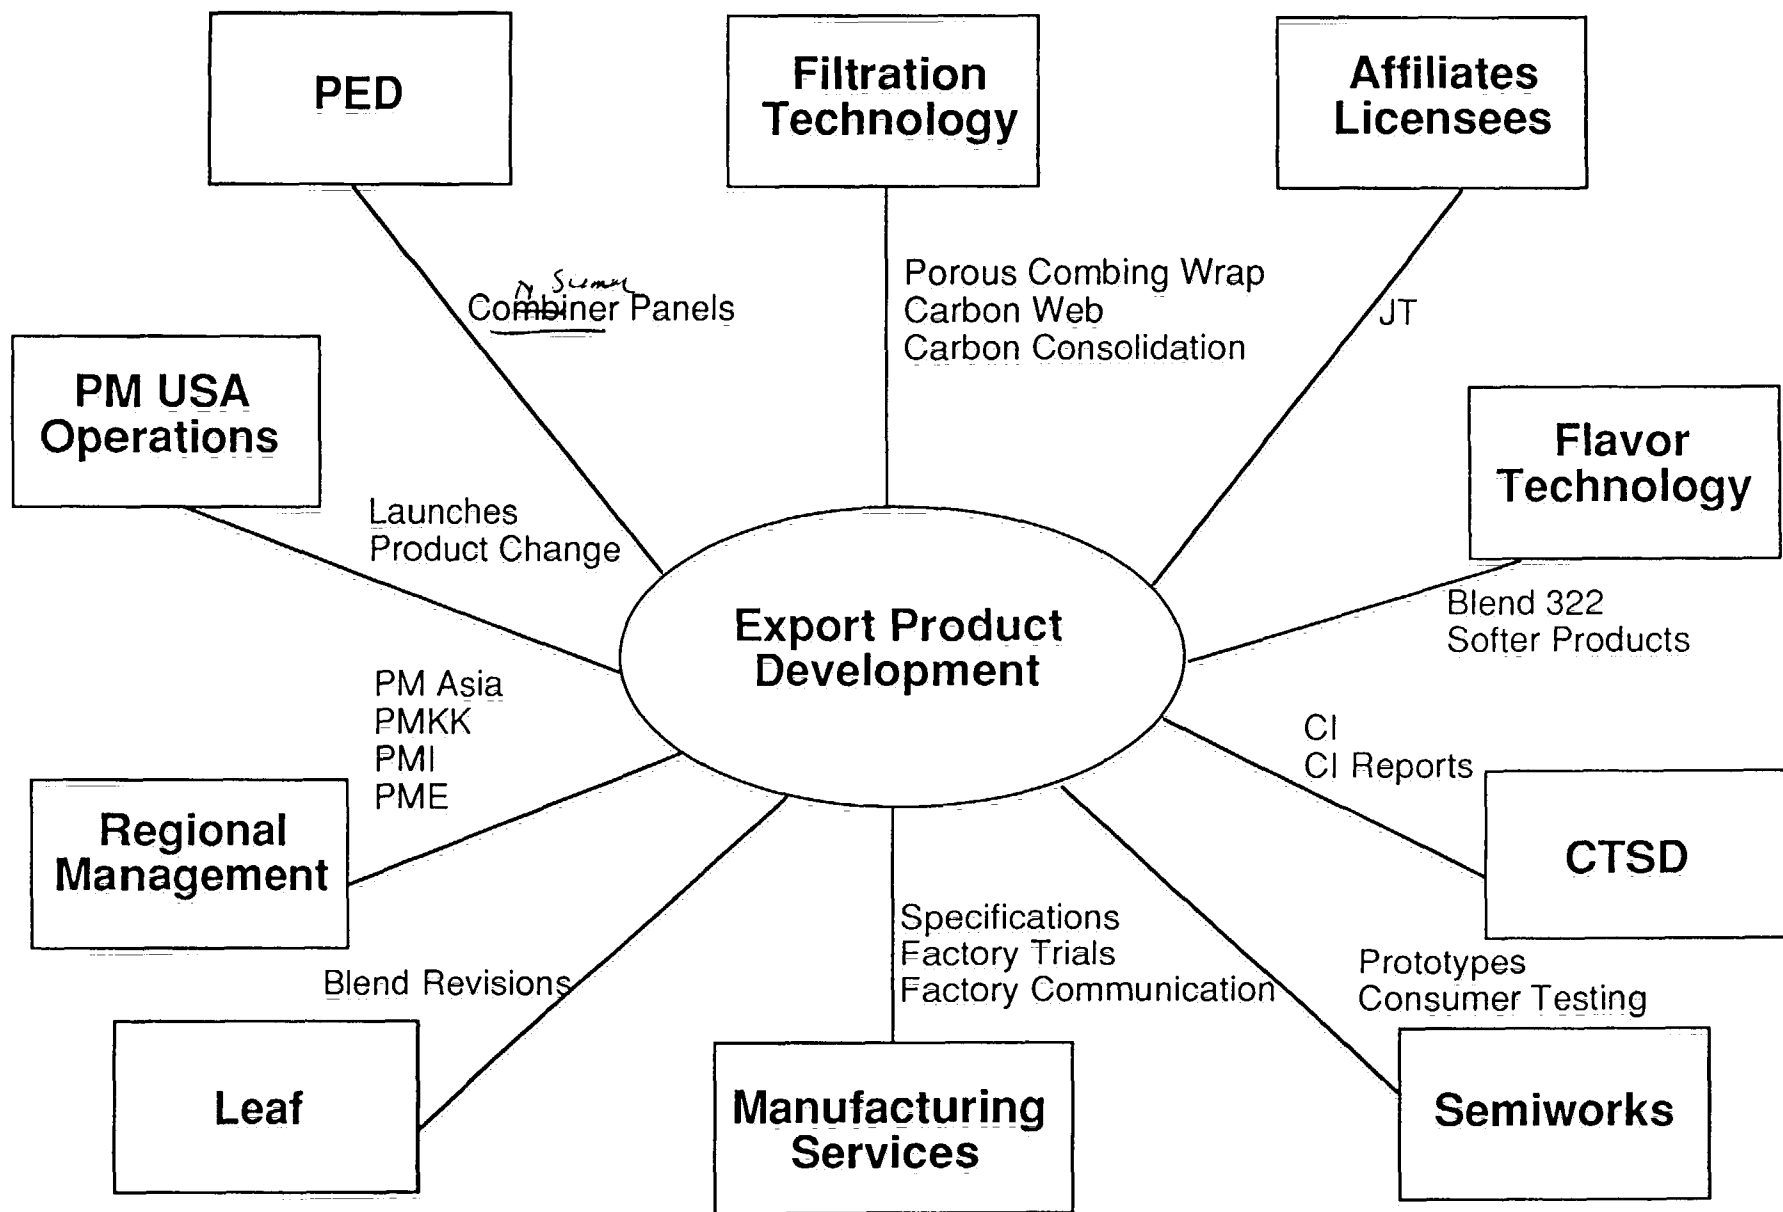 PED
Filtration
Technology
Affiliates
Licensees
Combiner Panels
Porous Combing Wrap
Carbon Web
Carbon Consolidation
JT
PM USA
Operations
Flavor
Technology
Launches
Product Change
Export Product
Development
Blend 322
Softer Products
PM Asia
PMKK
PMI
PME
CI
CI Reports
Regional
Management
CTSD
Blend Revisions
Specifications
Factory Trials
Factory Communication
Prototypes
Consumer Testing
Leaf
Manufacturing
Services
Semiworks